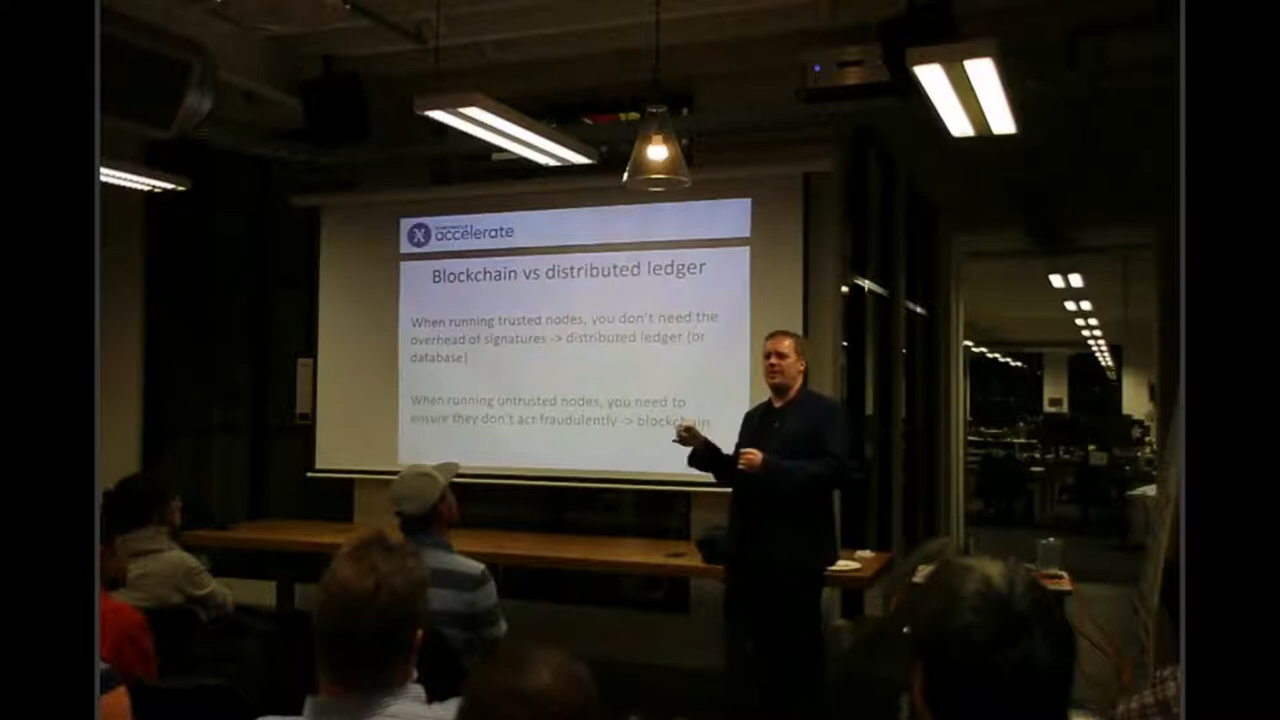 accelerate
Blockchain vs distributed ledger
When running trusted nodes, you don't need the
overhead of signatures -> distributed ledger (or
database)
When running untrusted nodes, you need to
ensure they don't act fraudulently -> blockchain